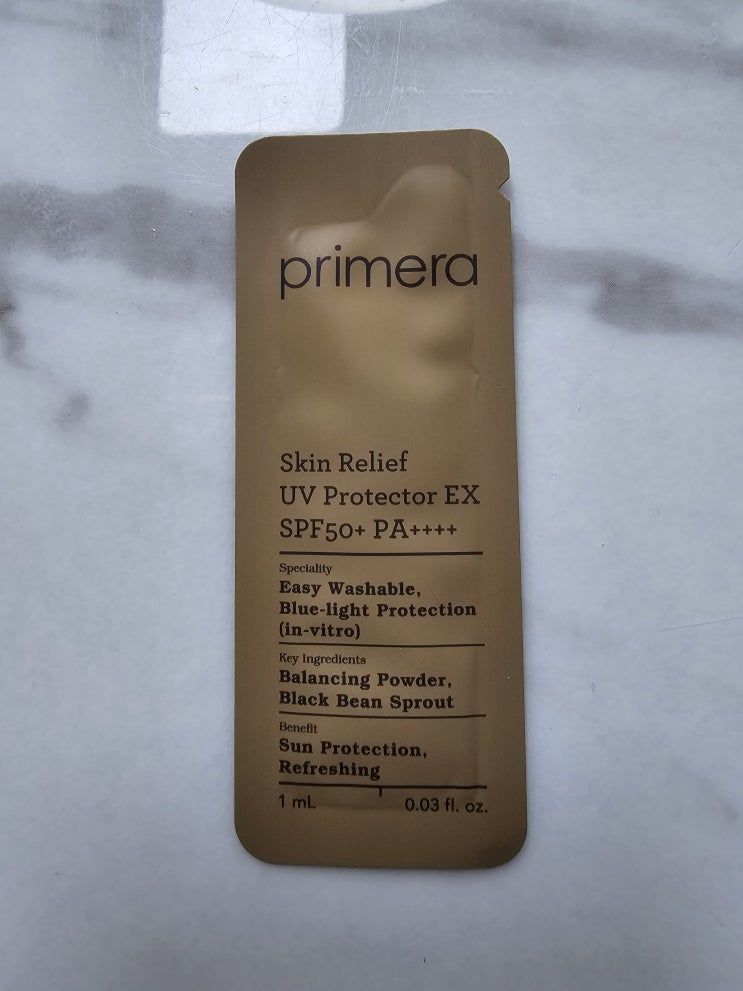 primera
Skin Relief
UV Protector EX
SPF50+ PA++++
Speciality
Easy Washable,
Blue-light Protection
(in-vitro)
Key Ingredients
Balancing Powder,
Black Bean Sprout
Benefit
Sun Protection,
Refreshing
1 mL 0.03 fl. oz.